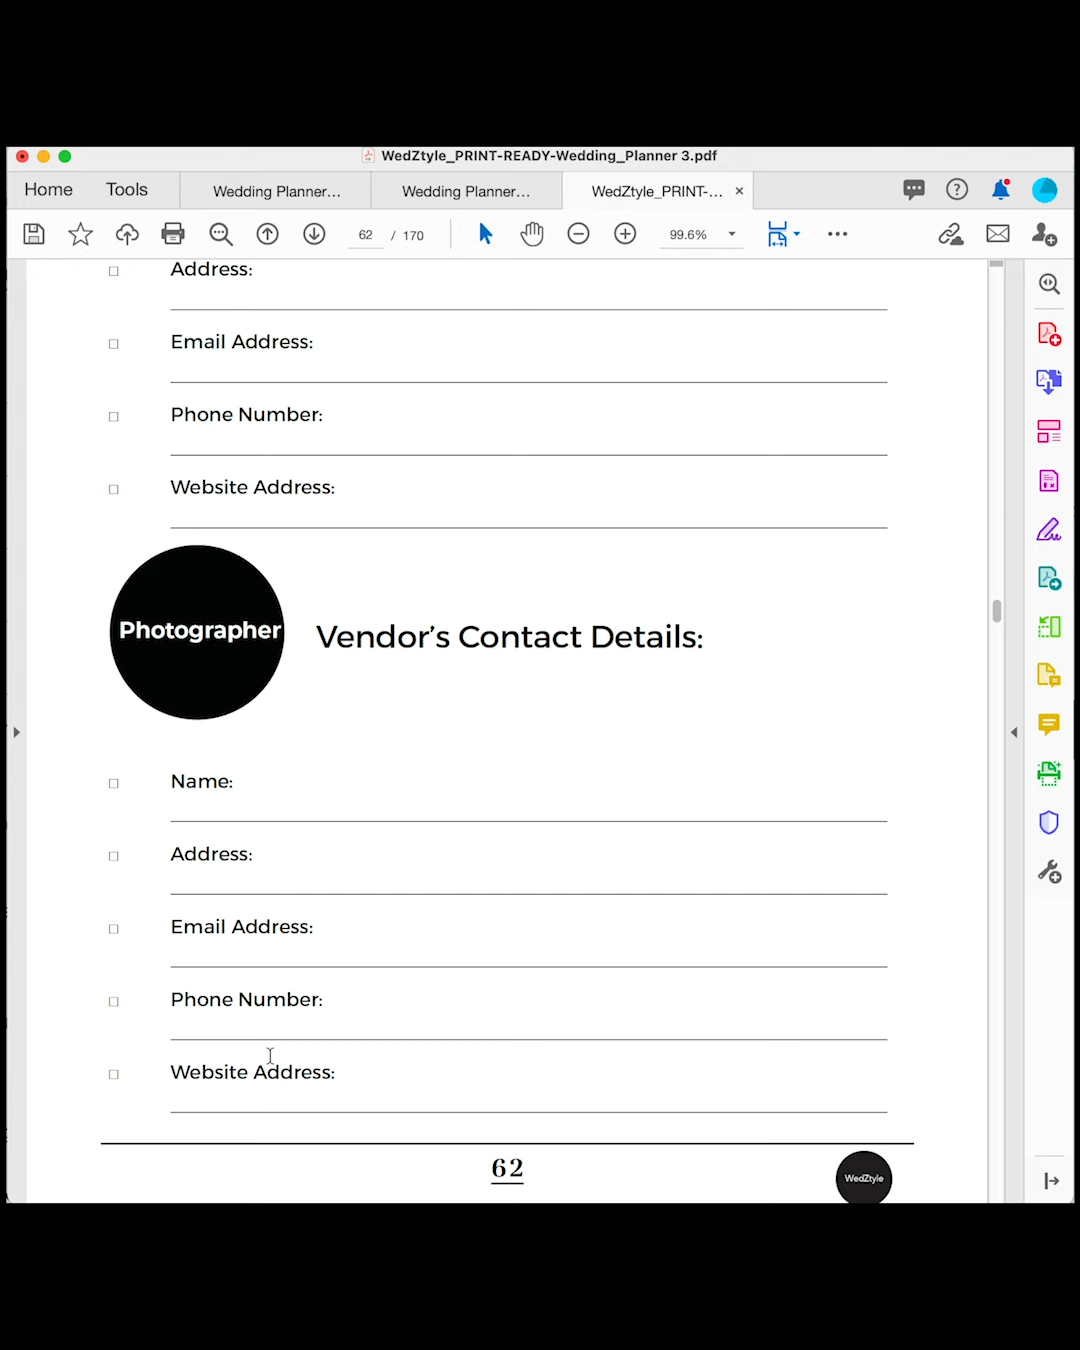 WedZtyle_PRINT-READY-Wedding_Planner 3.pdf
Home Tools Wedding Planner... Wedding Planner... WedZtyle_PRINT-... ×
62 / 170 99.6%
Address:
Email Address:
Phone Number:
Website Address:
Photographer
Vendor's Contact Details:
Name:
Address:
Email Address:
Phone Number:
Website Address:
62
WedZtyle